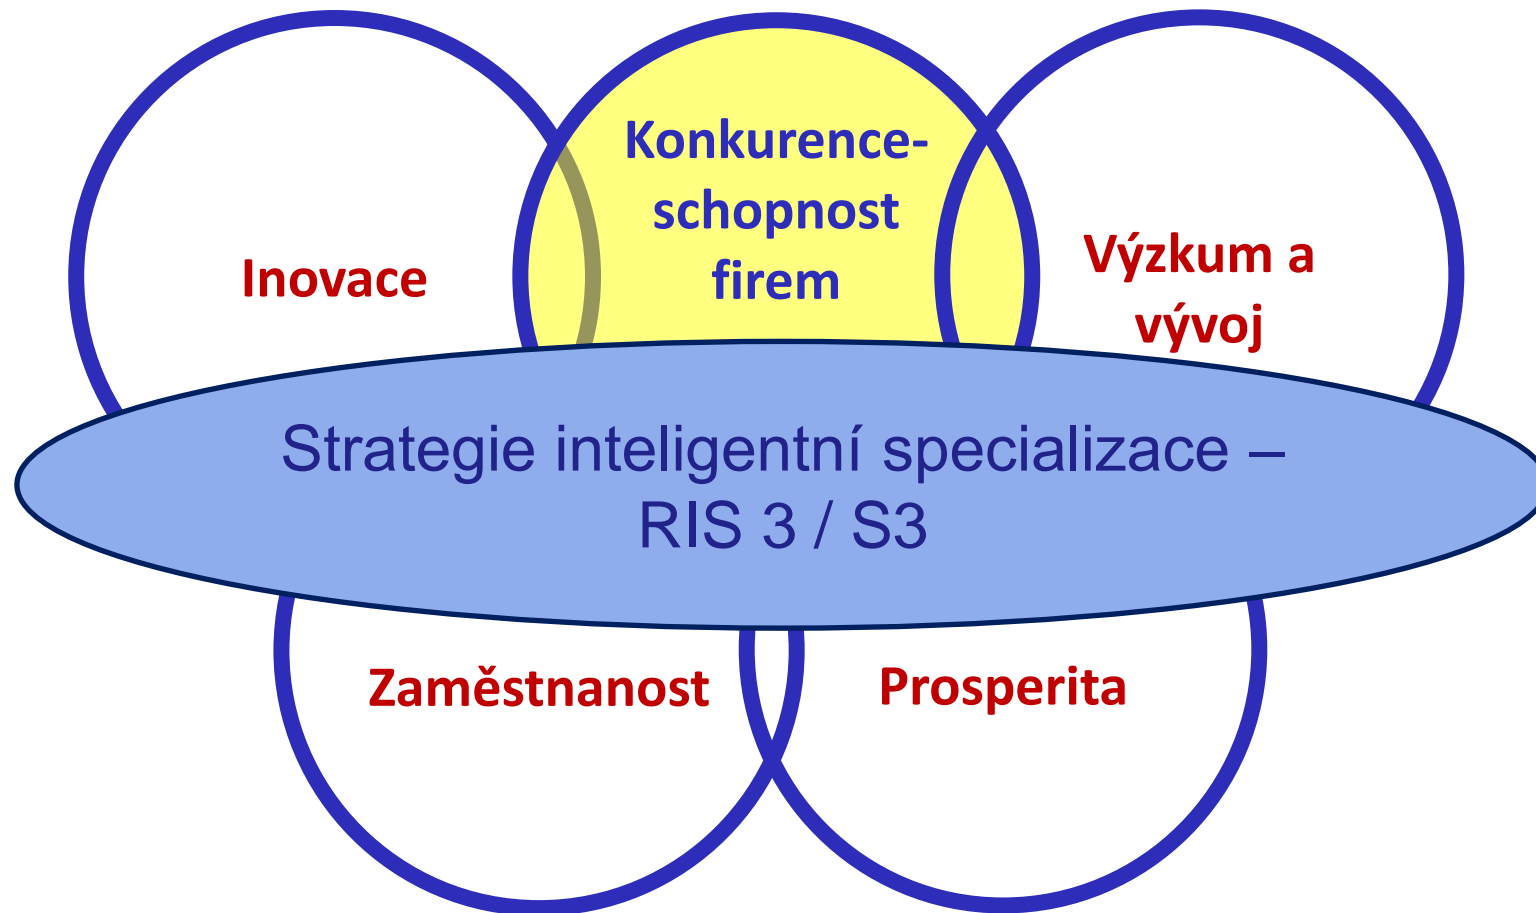 Inovace
Konkurence-
schopnost
firem
Výzkum a
vývoj
Strategie inteligentní specializace –
RIS 3 / S3
Zaměstnanost
Prosperita